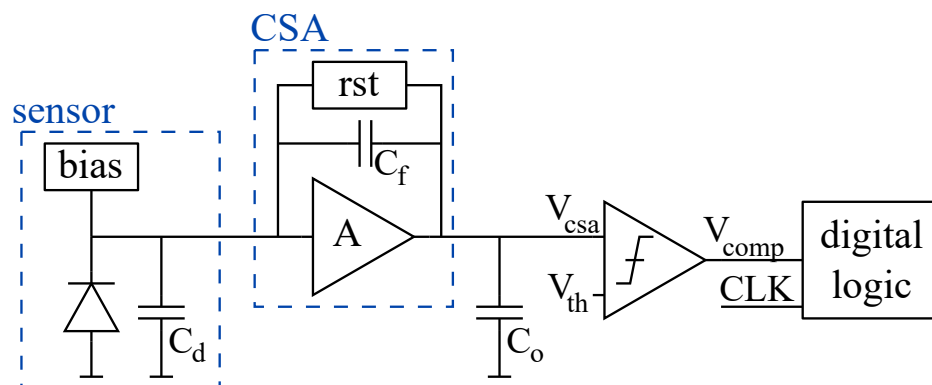 CSA
rst
sensor
C_f
bias
A
V_csa
V_comp
digital
logic
V_th
CLK
C_d
C_o